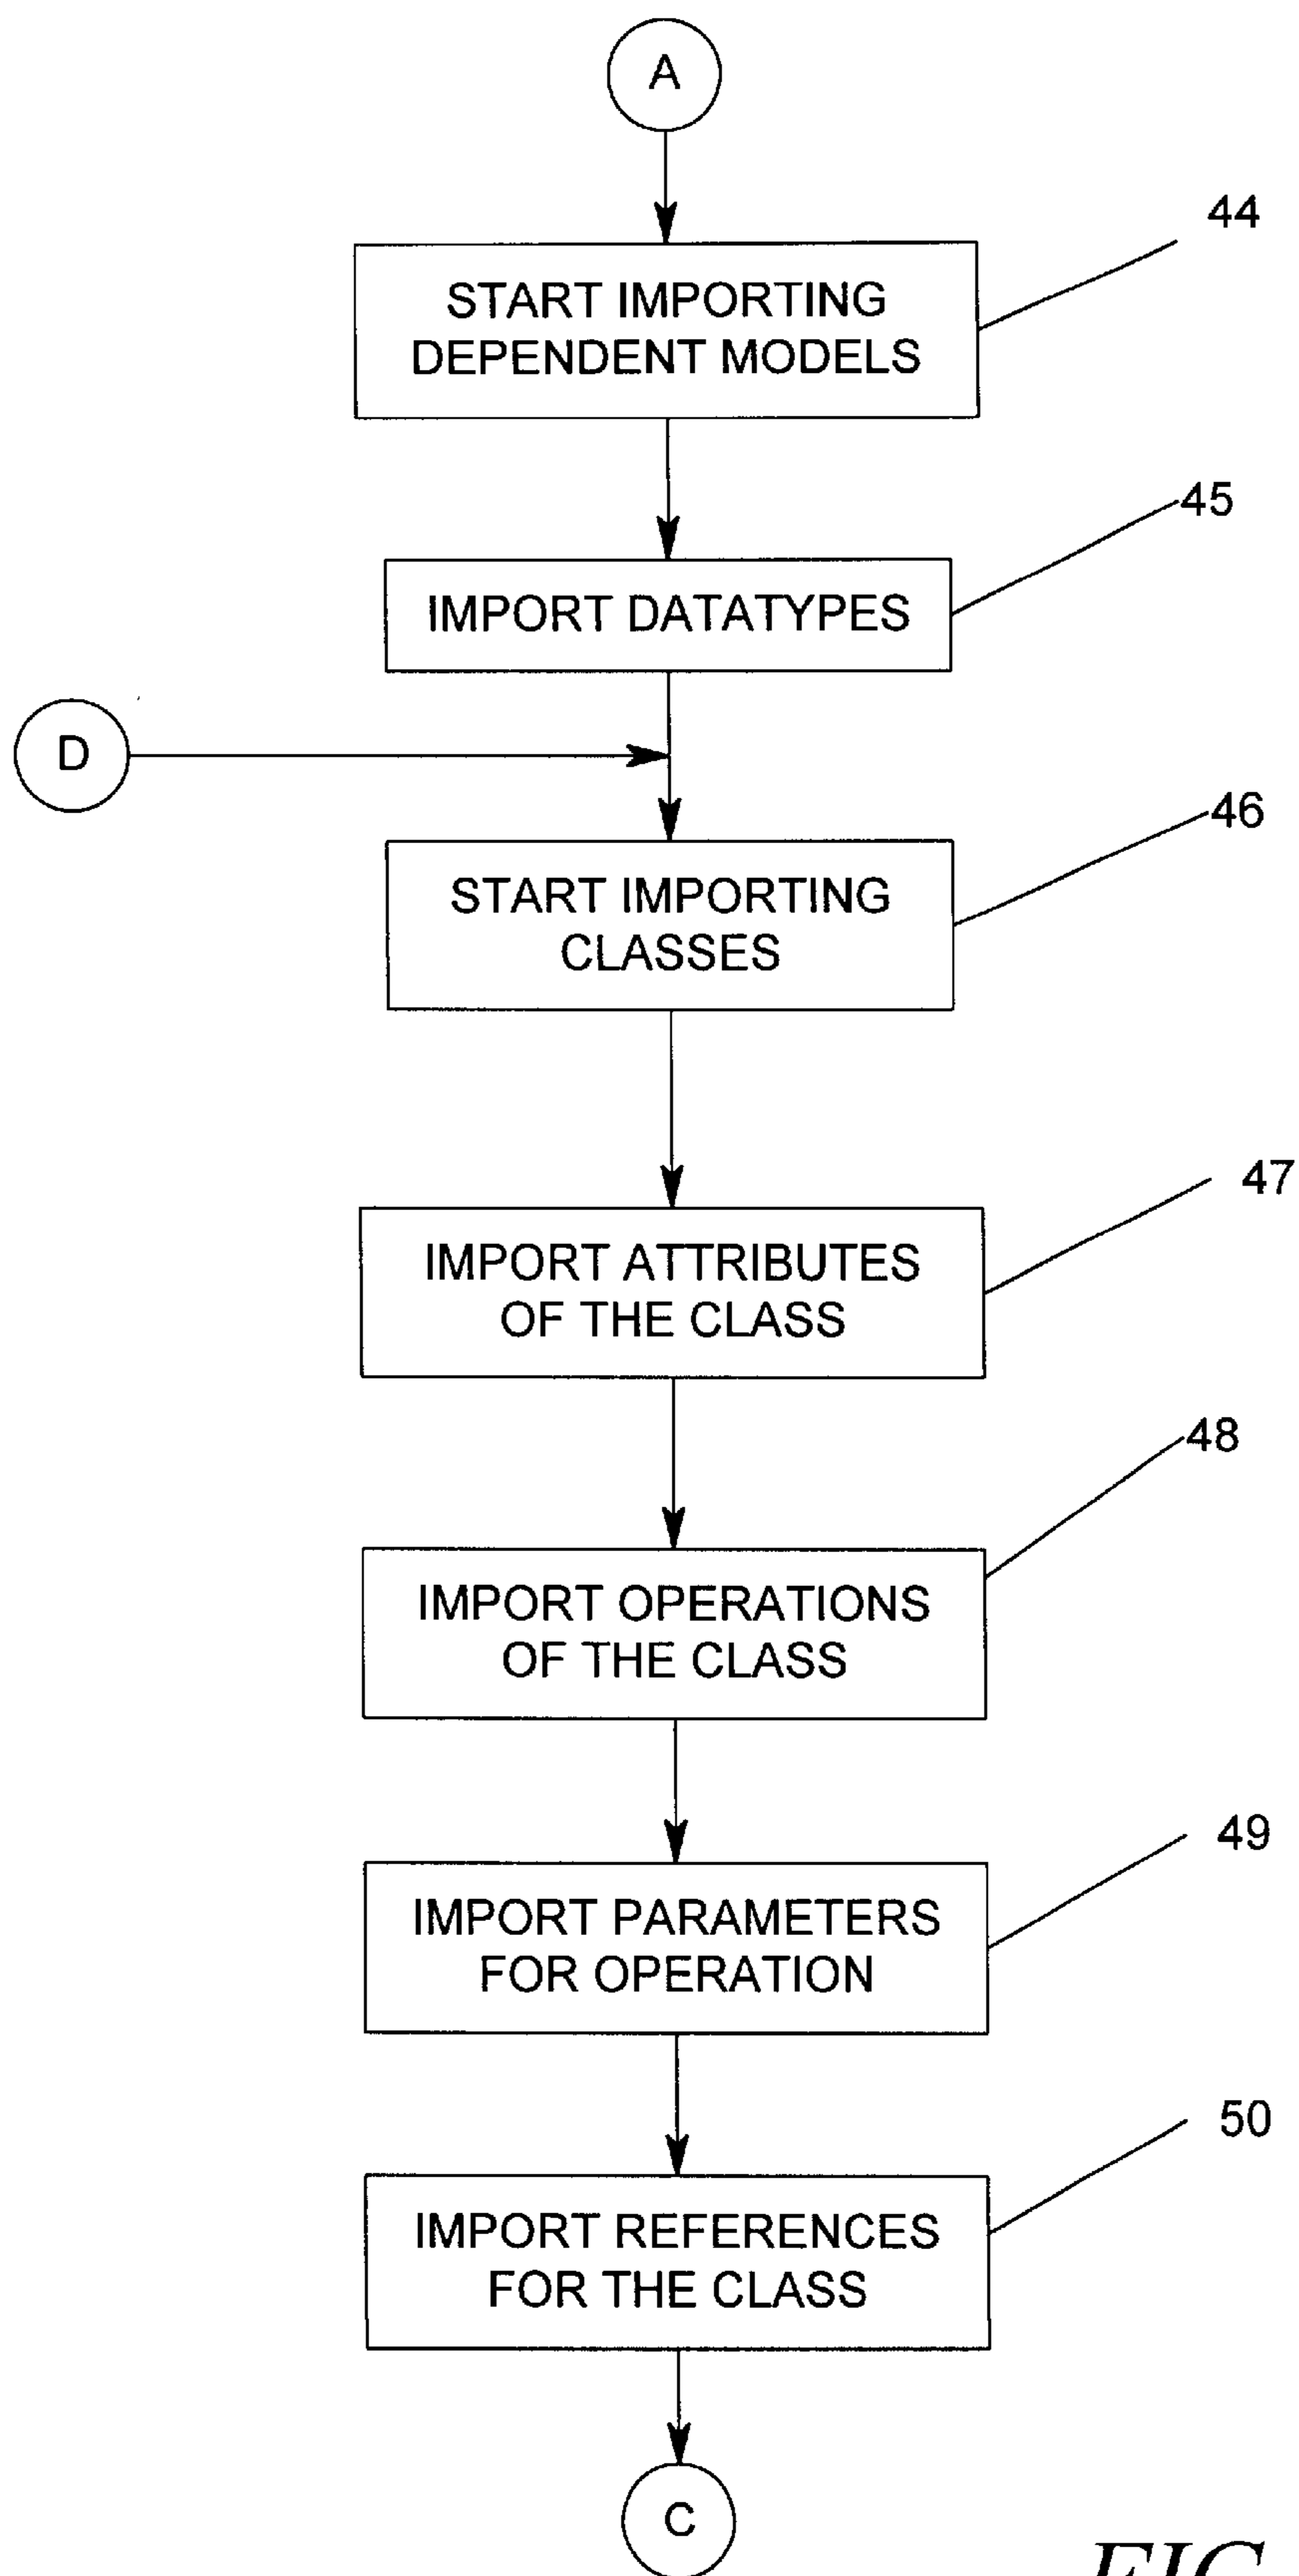 A
44
START IMPORTING
DEPENDENT MODELS
45
IMPORT DATATYPES
D
46
START IMPORTING
CLASSES
47
IMPORT ATTRIBUTES
OF THE CLASS
48
IMPORT OPERATIONS
OF THE CLASS
49
IMPORT PARAMETERS
FOR OPERATION
50
IMPORT REFERENCES
FOR THE CLASS
C
FIG